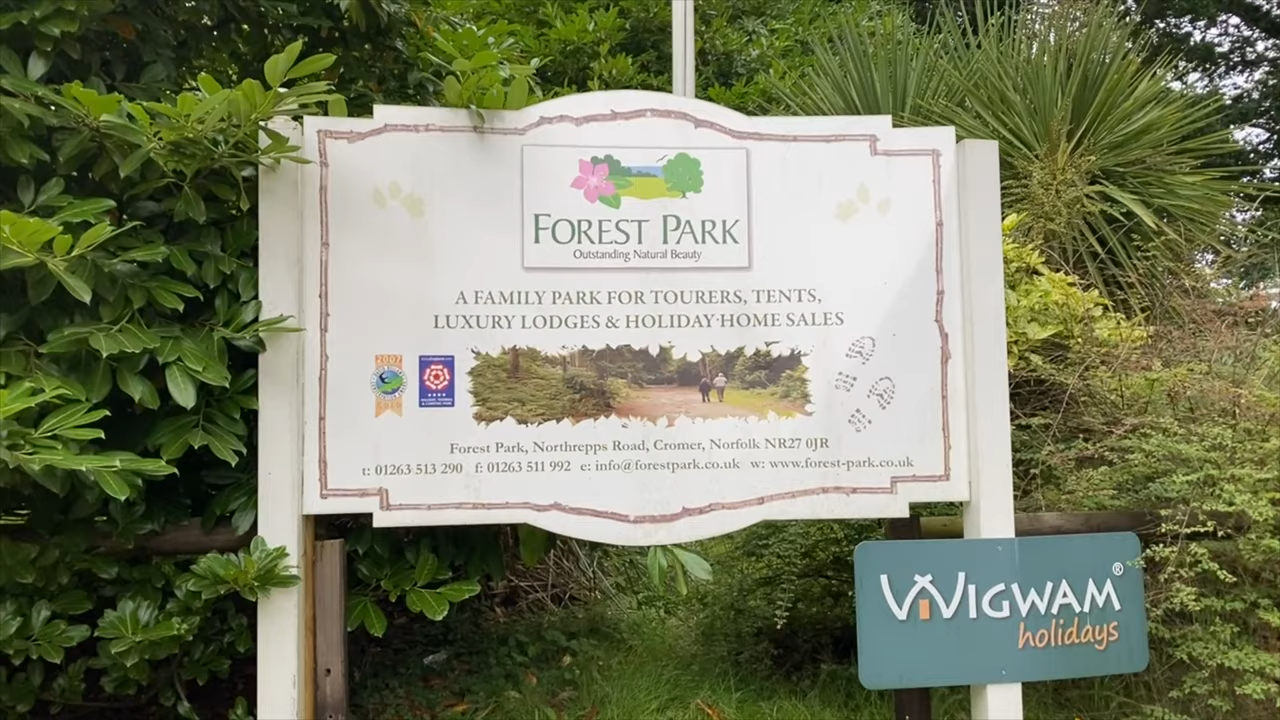 FOREST PARK
Outstanding Natural Beauty
A FAMILY PARK FOR TOURERS, TENTS,
LUXURY LODGES & HOLIDAY HOME SALES
2007
Forest Park, Northrepps Road, Cromer, Norfolk NR27 0JR
t: 01263 513 290 f: 01263 511 992 e: info@forestpark.co.uk w: www.forest-park.co.uk
WIGWAM®
holidays